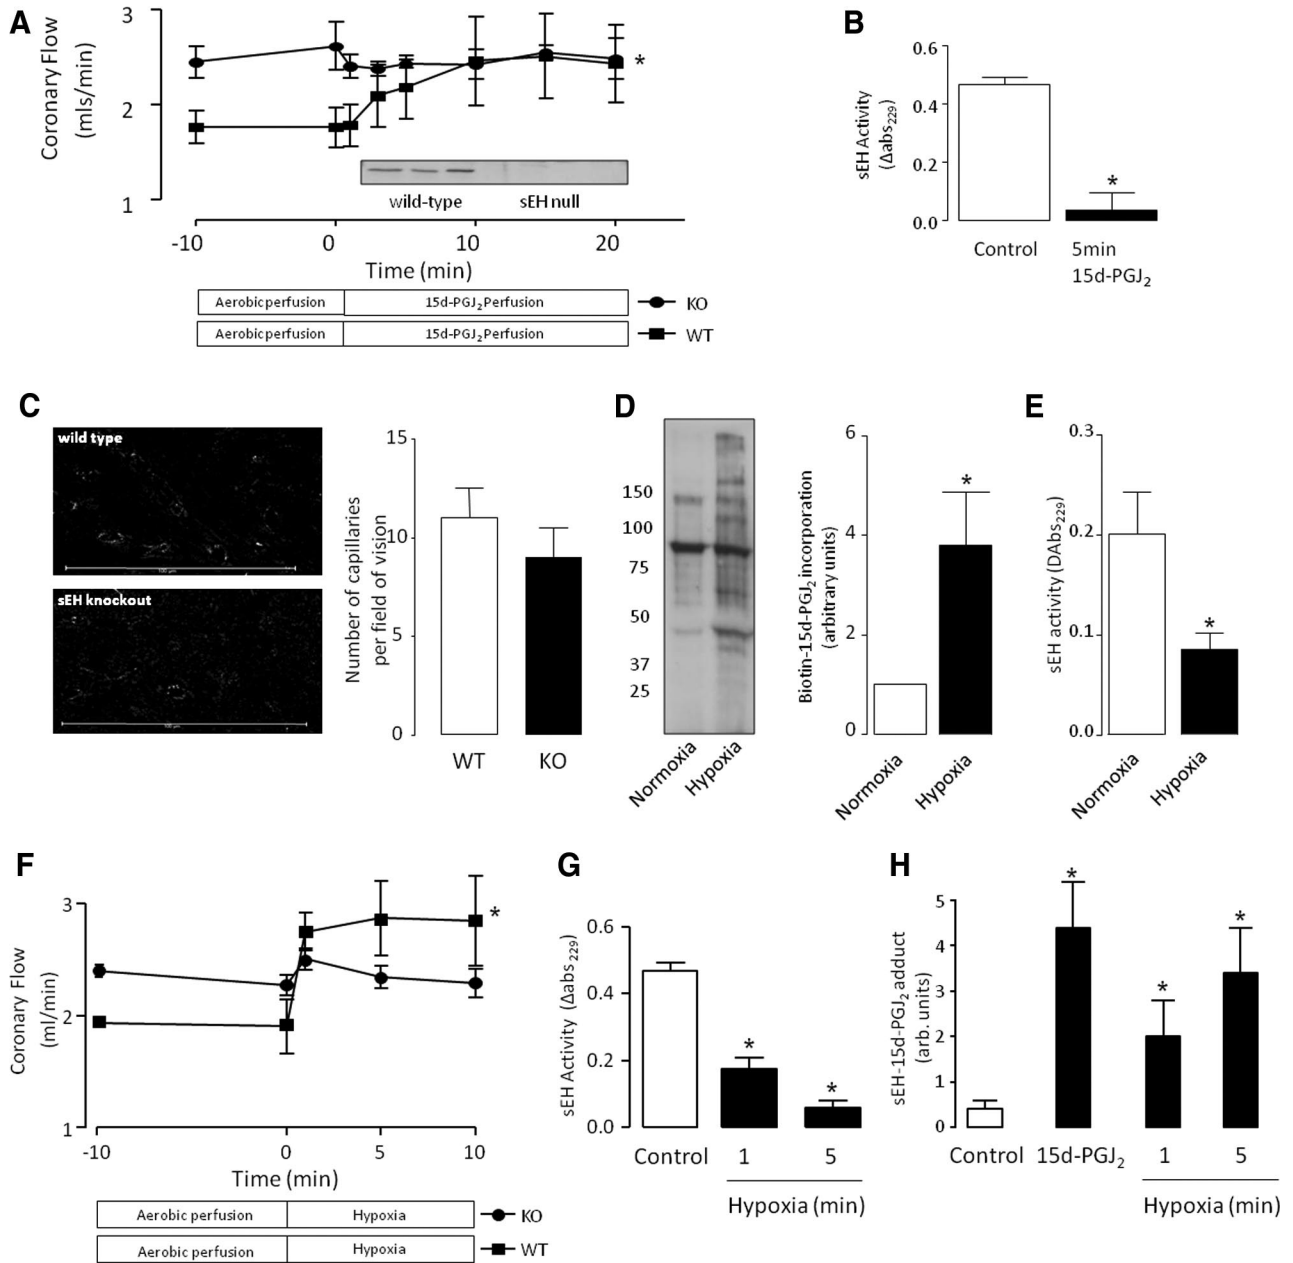 A
Coronary Flow
(mls/min)
3
2
1
*
wild-type
sEH null
-10
0
10
20
Time (min)
Aerobic perfusion
15d-PGJ2 Perfusion
KO
Aerobic perfusion
15d-PGJ2 Perfusion
WT
B
sEH Activity
(Δabs229)
0.6
0.4
0.2
0.0
*
Control
5min
15d-PGJ2
C
wild type
sEH knockout
Number of capillaries
per field of vision
15
10
5
0
WT
KO
D
150
100
75
50
37
25
Normoxia
Hypoxia
Biotin-15d-PGJ2 incorporation
(arbitrary units)
6
4
2
0
*
Normoxia
Hypoxia
E
sEH activity (DAbs229)
0.3
0.2
0.1
0.0
*
Normoxia
Hypoxia
F
Coronary Flow
(ml/min)
3
2
1
*
-10
0
5
10
Time (min)
Aerobic perfusion
Hypoxia
KO
Aerobic perfusion
Hypoxia
WT
G
sEH Activity (Δabs229)
0.6
0.4
0.2
0.0
*
*
Control
1
5
Hypoxia (min)
H
sEH-15d-PGJ2 adduct
(arb. units)
5
4
3
2
1
0
*
*
*
Control
15d-PGJ2
1
5
Hypoxia (min)